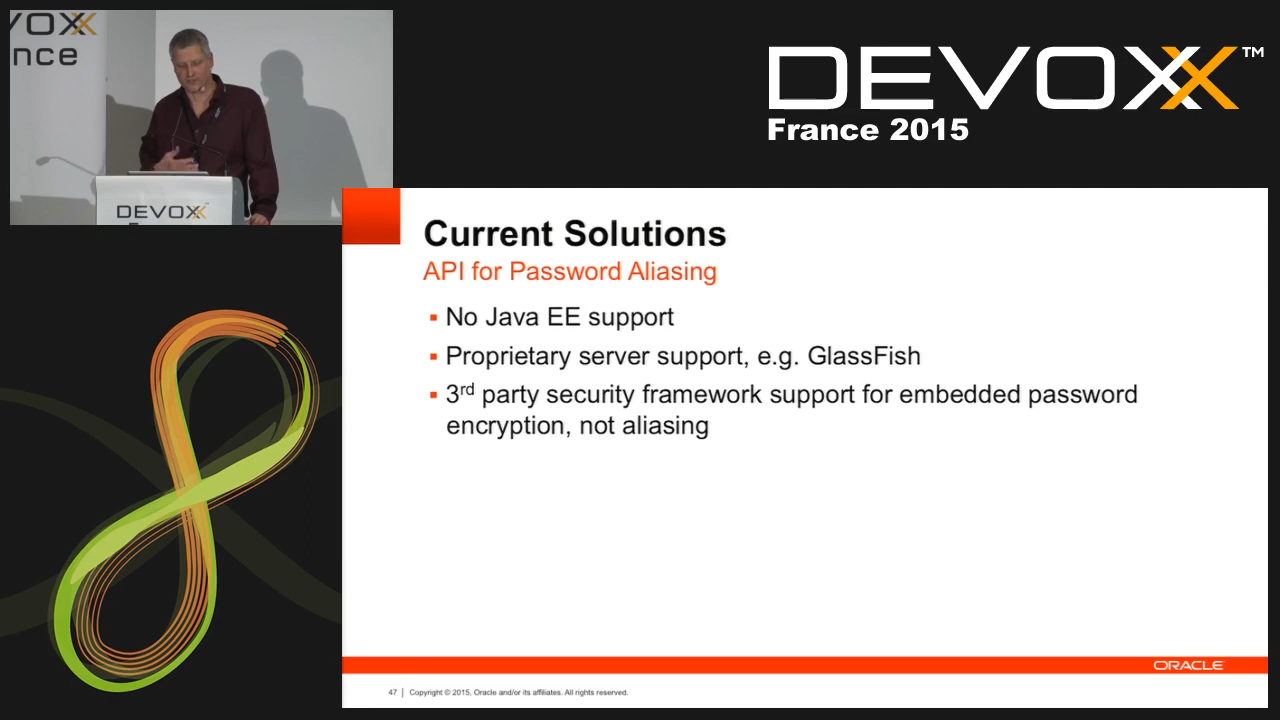 VOXX
nce
DEVOXX
DEVOXX™
France 2015
Current Solutions
API for Password Aliasing
▪ No Java EE support
▪ Proprietary server support, e.g. GlassFish
▪ 3rd party security framework support for embedded password
encryption, not aliasing
ORACLE
47 | Copyright © 2015, Oracle and/or its affiliates. All rights reserved.